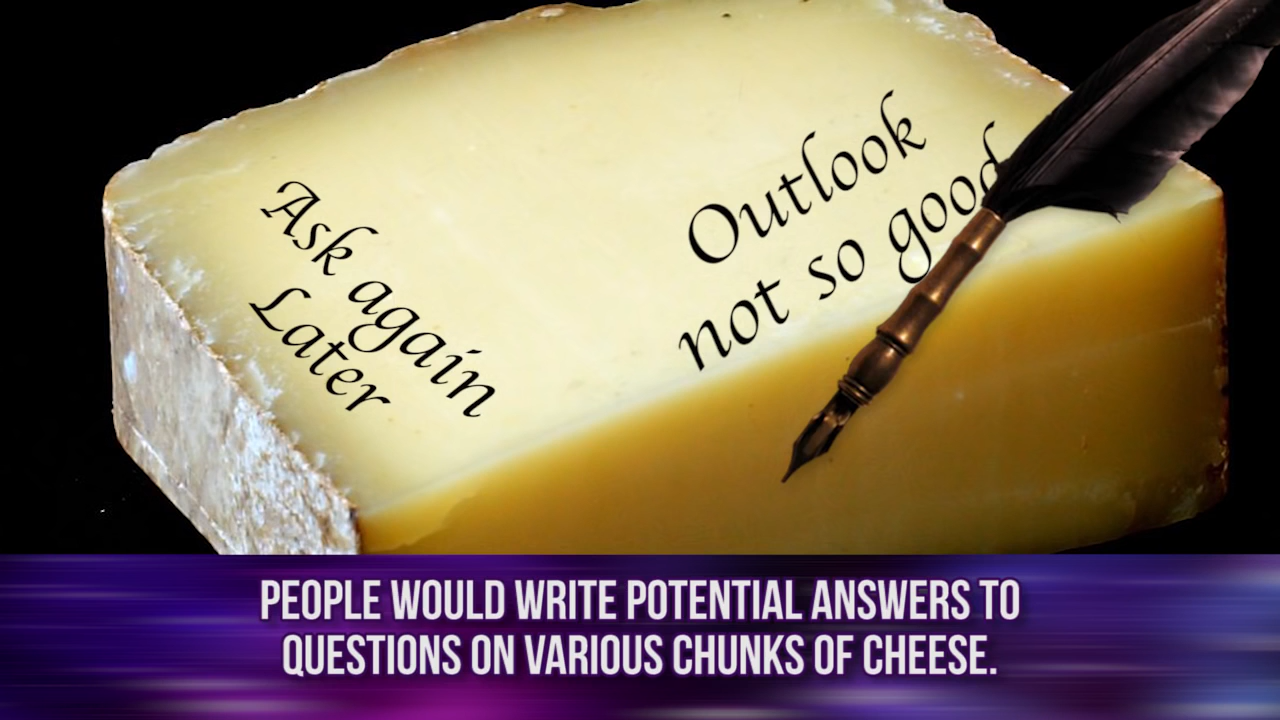 Ask again
Later
Outlook
not so good
PEOPLE WOULD WRITE POTENTIAL ANSWERS TO
QUESTIONS ON VARIOUS CHUNKS OF CHEESE.